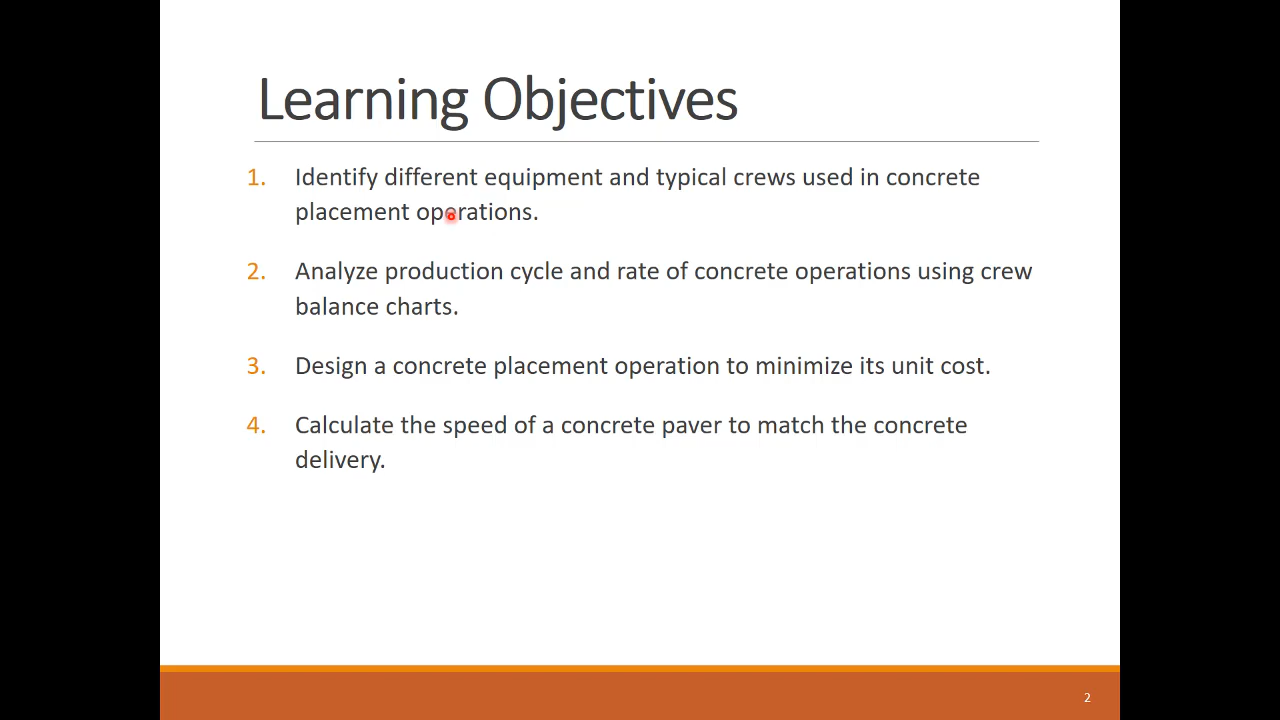 Learning Objectives
1. Identify different equipment and typical crews used in concrete
placement operations.
2. Analyze production cycle and rate of concrete operations using crew
balance charts.
3. Design a concrete placement operation to minimize its unit cost.
4. Calculate the speed of a concrete paver to match the concrete
delivery.
2